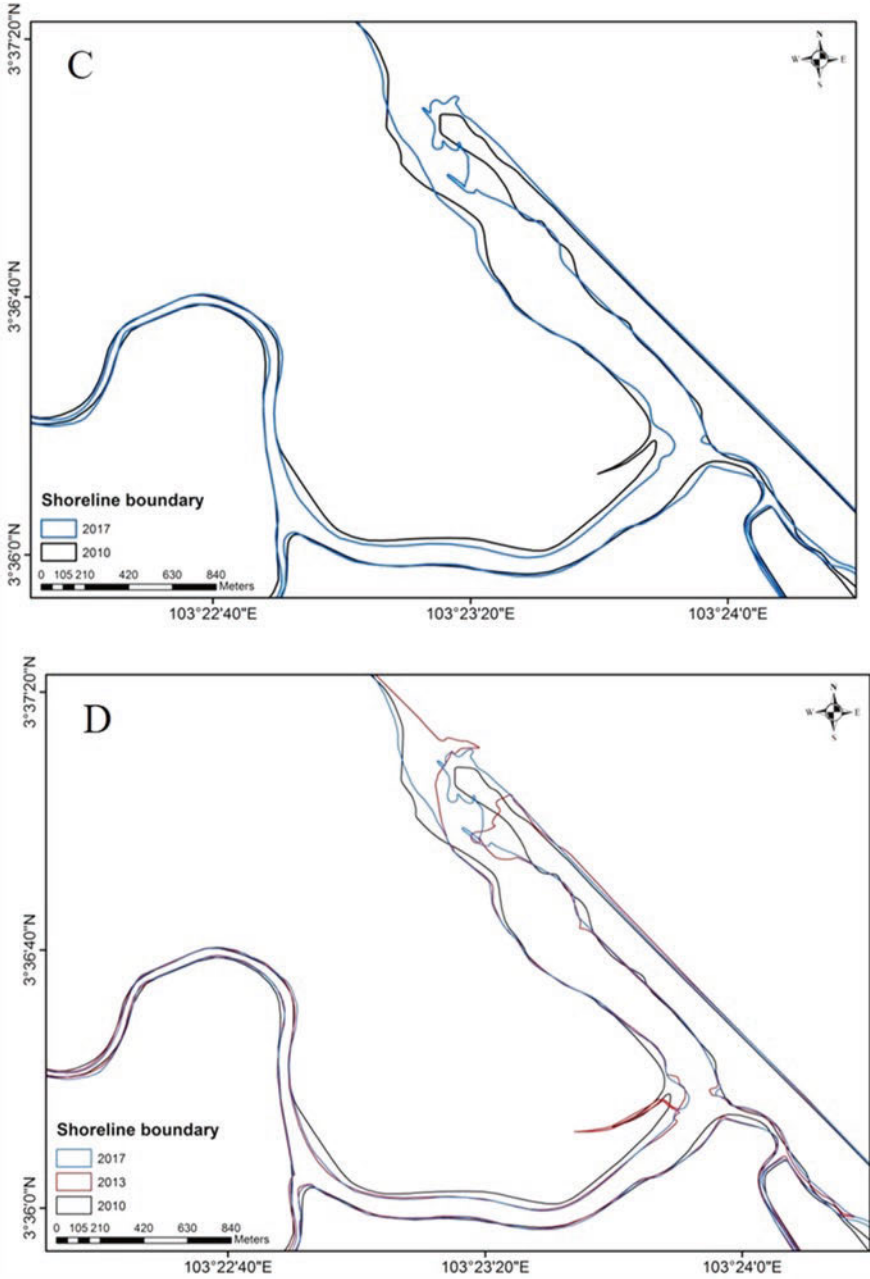 3°37'20"N
C
N
W E
S
3°36'40"N
Shoreline boundary
2017
2010
0 105 210 420 630 840
Meters
3°36'0"N
103°22'40"E 103°23'20"E 103°24'0"E
3°37'20"N
D
N
W E
S
3°36'40"N
Shoreline boundary
2017
2013
2010
0 105 210 420 630 840
Meters
3°36'0"N
103°22'40"E 103°23'20"E 103°24'0"E